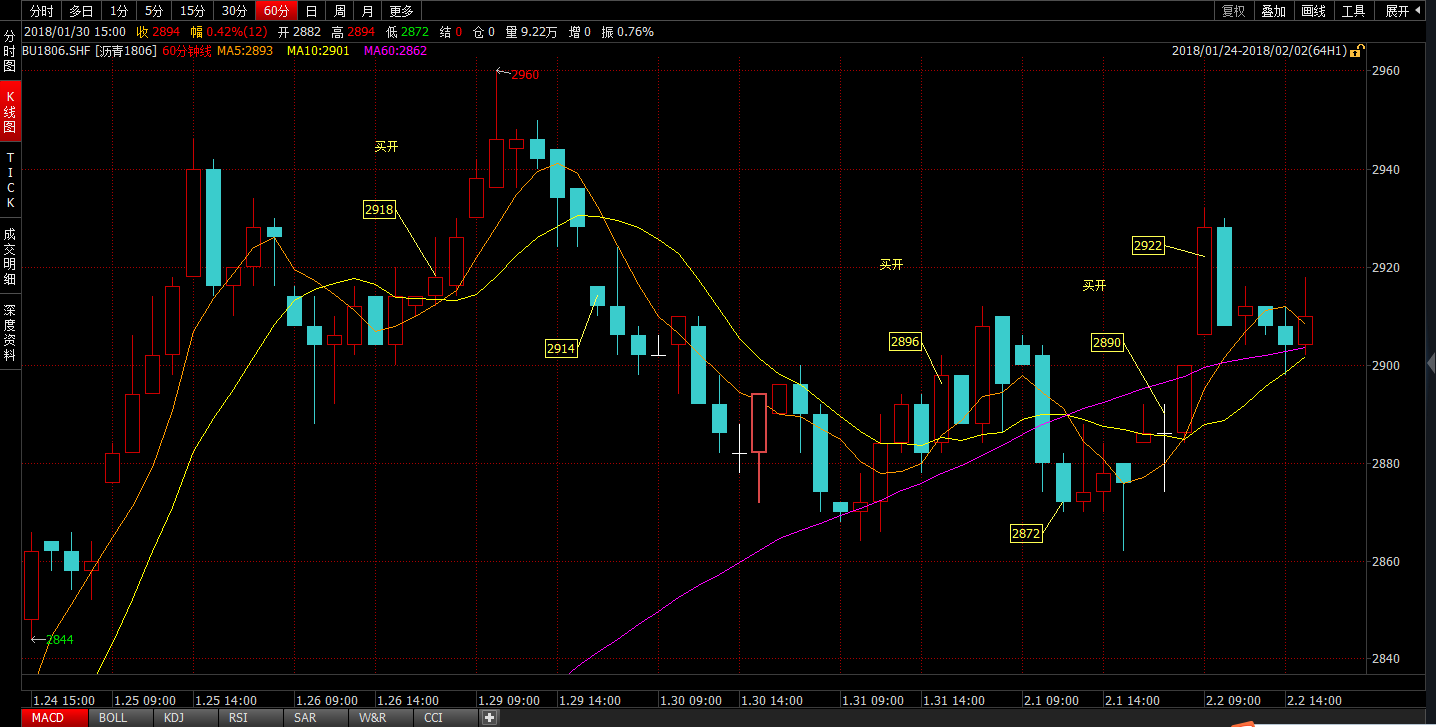 分时 多日 1分 5分 15分 30分 60分 日 周 月 更多 复权 叠加 画线 工具 展开
2018/01/30 15:00 收 2894 幅 0.42%(12) 开 2882 高 2894 低 2872 结 0 仓 0 量 9.22万 增 0 振 0.76%
BU1806.SHF [沥青1806] 60分钟线 MA5:2893 MA10:2901 MA60:2862 2018/01/24-2018/02/02(64H1)
分时图
K线图
TICK
成交明细
深度资料
2960 2960
买开
2940
2918
2922
买开
2920
买开
2914
2896
2890
2900
2880
2872
2860
2844
2840
1.24 15:00 1.25 09:00 1.25 14:00 1.26 09:00 1.26 14:00 1.29 09:00 1.29 14:00 1.30 09:00 1.30 14:00 1.31 09:00 1.31 14:00 2.1 09:00 2.1 14:00 2.2 09:00 2.2 14:00
MACD BOLL KDJ RSI SAR W&R CCI